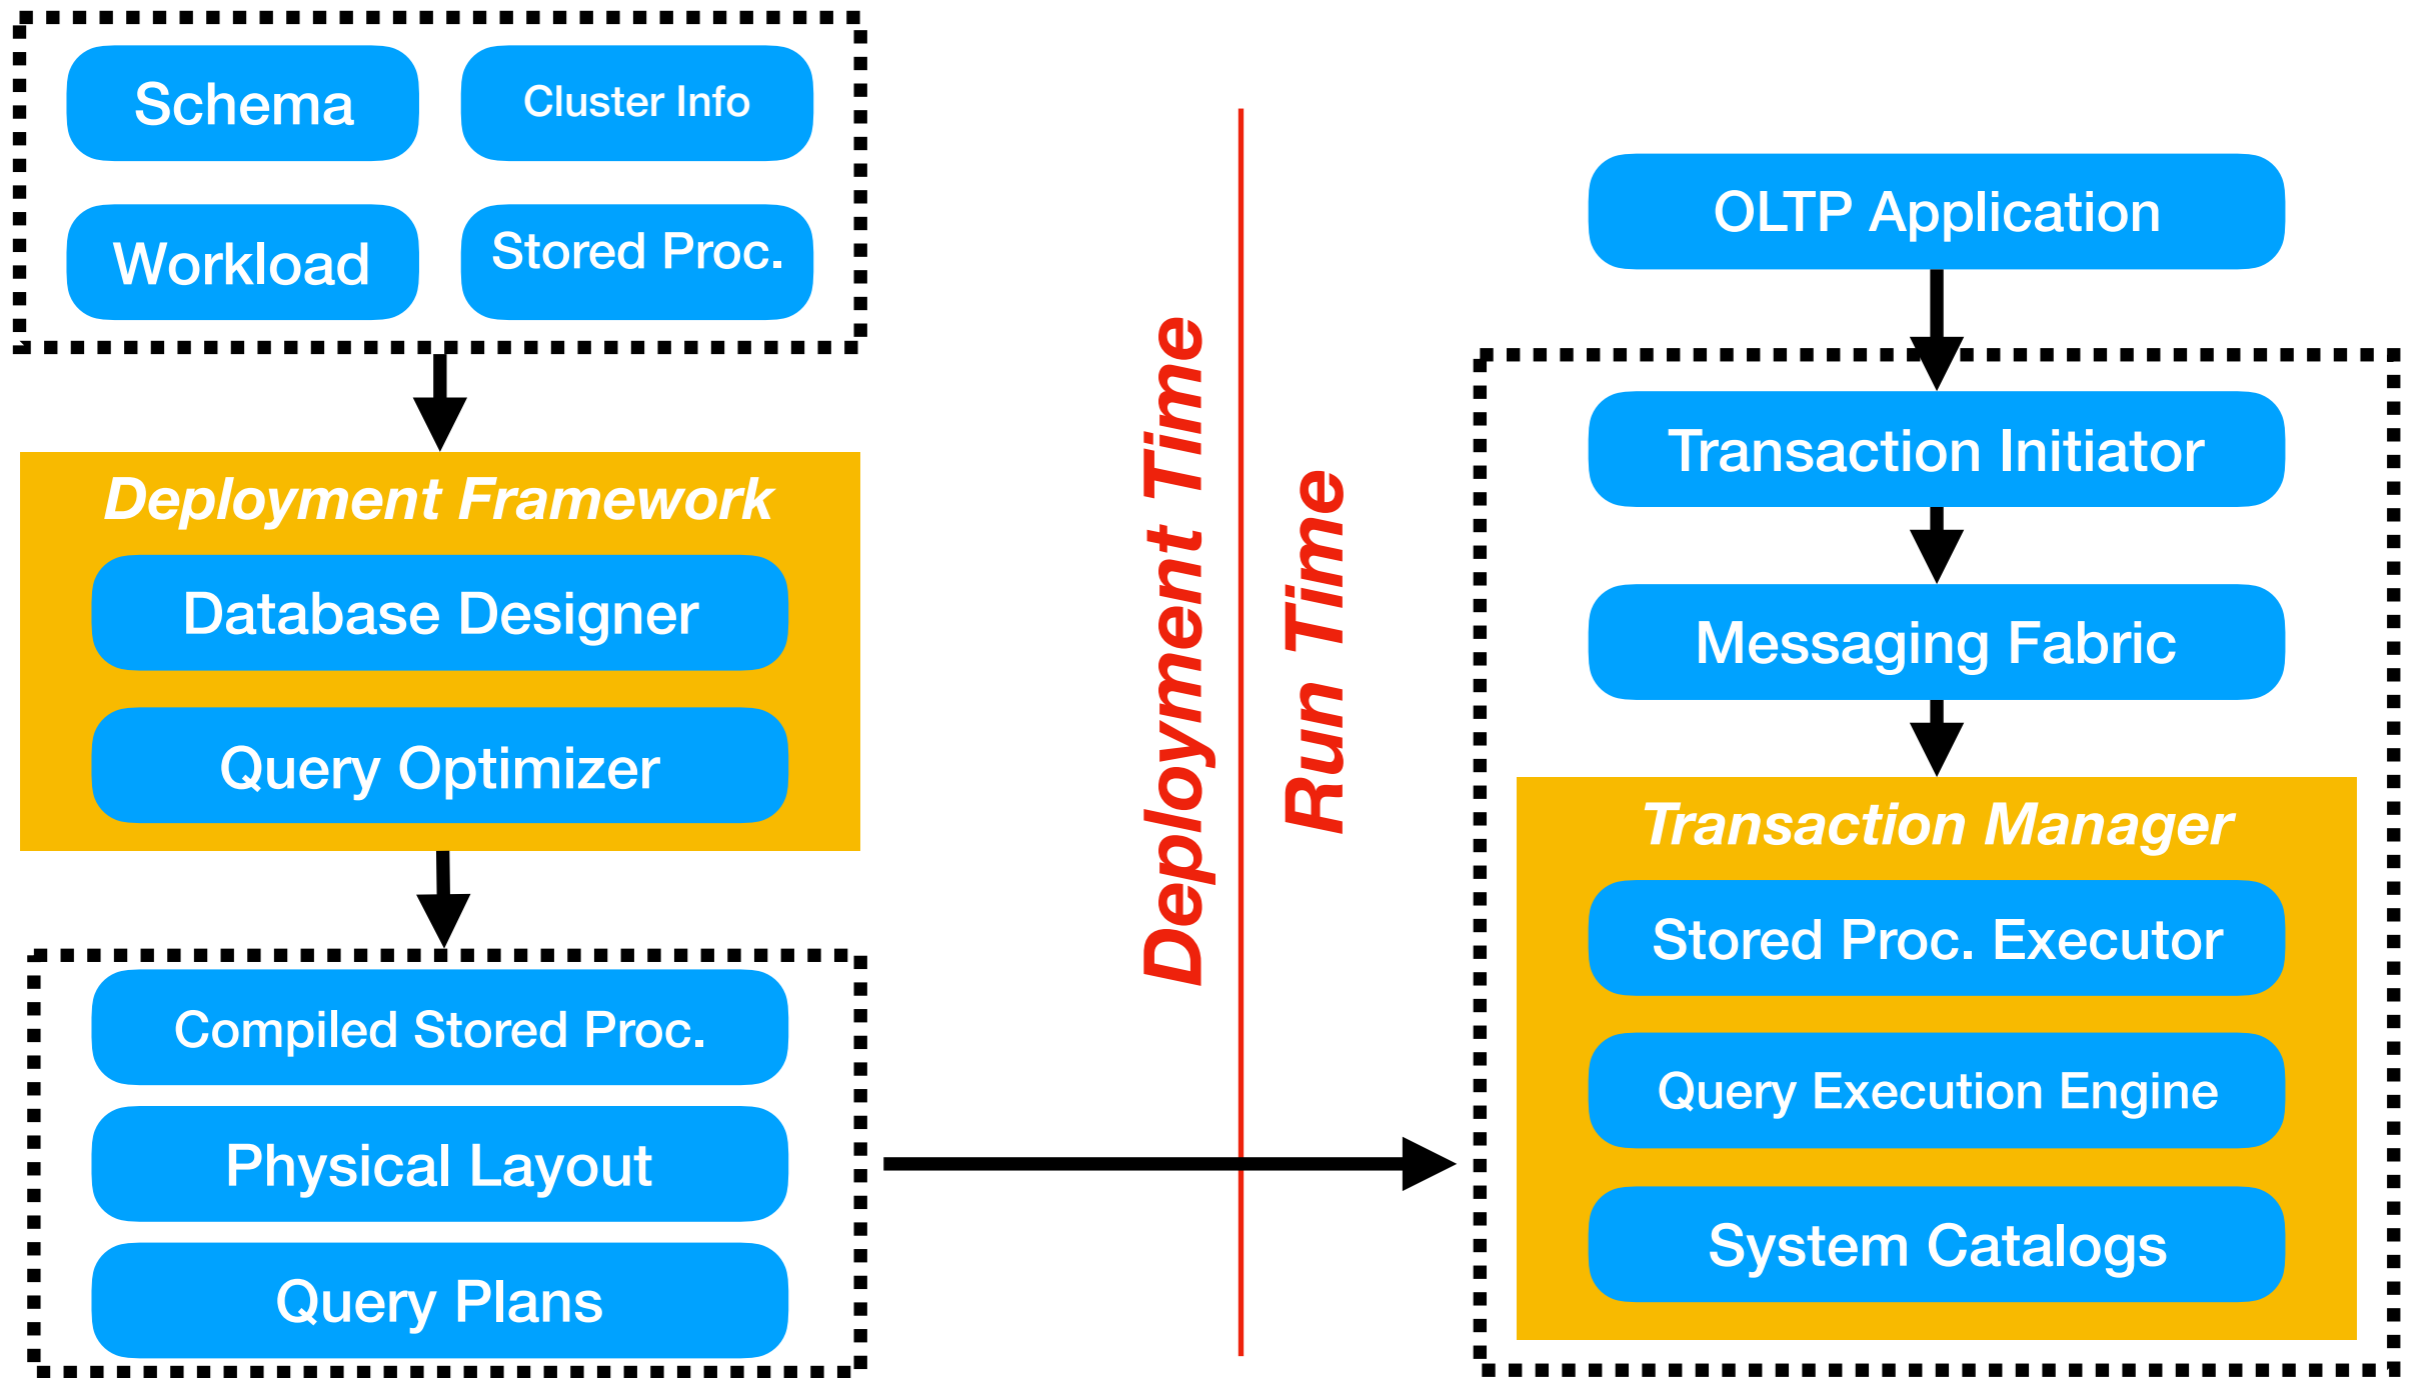 Schema
Cluster Info
Workload
Stored Proc.
Deployment Framework
Database Designer
Query Optimizer
Compiled Stored Proc.
Physical Layout
Query Plans
Deployment Time
Run Time
OLTP Application
Transaction Initiator
Messaging Fabric
Transaction Manager
Stored Proc. Executor
Query Execution Engine
System Catalogs